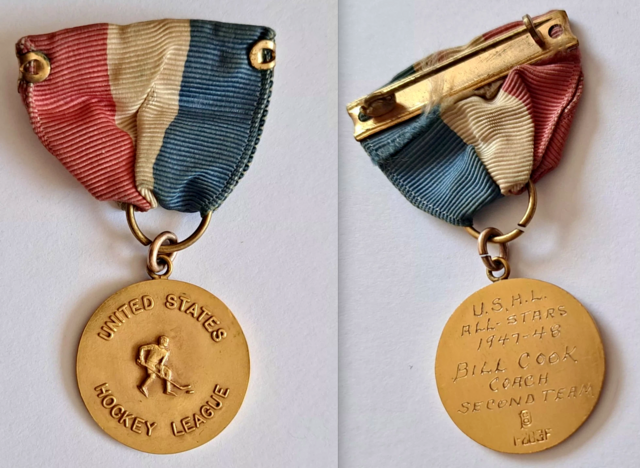 UNITED STATES
HOCKEY LEAGUE
U.S.H.L.
ALL-STARS
1947-48
BILL COOK
COACH
SECOND TEAM